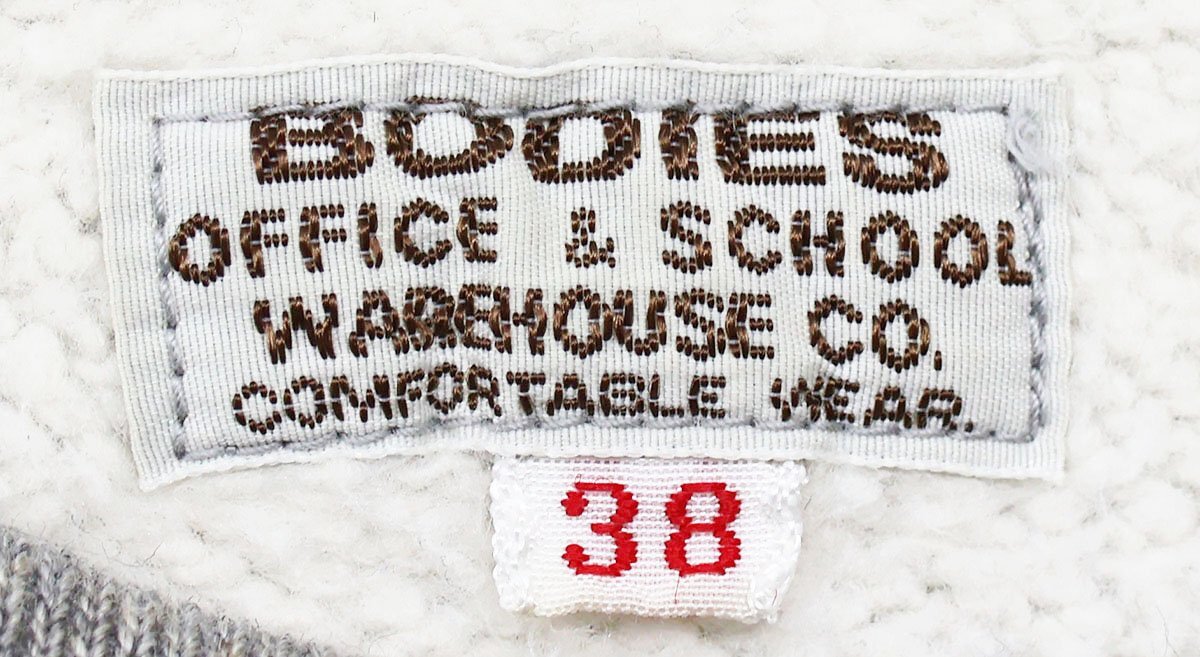 BODIES
OFFICE & SCHOOL
WAREHOUSE CO.
COMFORTABLE WEAR.
38